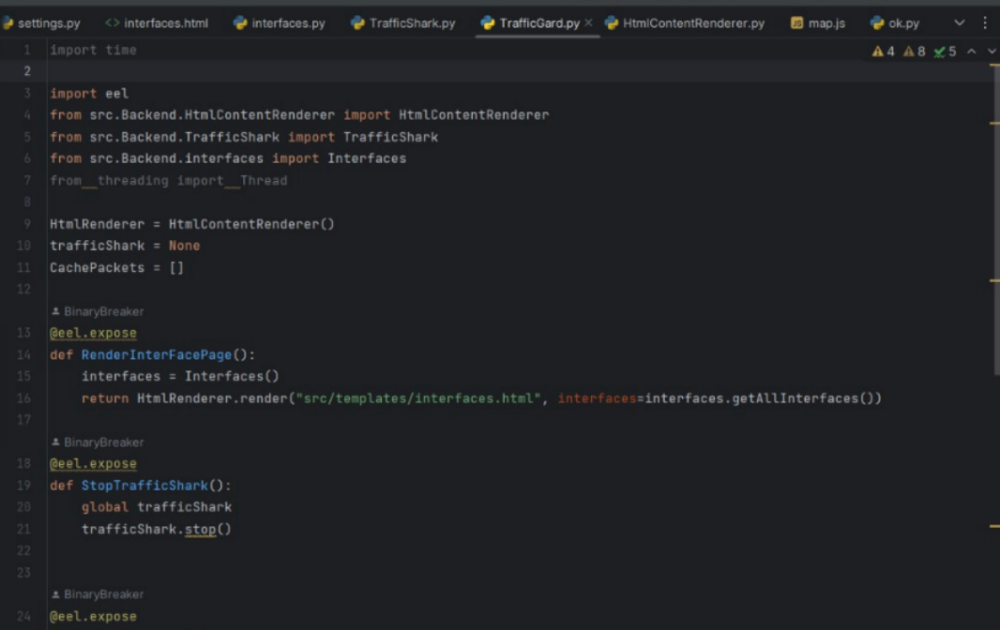 settings.py interfaces.html interfaces.py TrafficShark.py TrafficGard.py HtmlContentRenderer.py map.js ok.py
4 8 5
1 import time
2
3 import eel
4 from src.Backend.HtmlContentRenderer import HtmlContentRenderer
5 from src.Backend.TrafficShark import TrafficShark
6 from src.Backend.interfaces import Interfaces
7 from__threading import__Thread
8
9 HtmlRenderer = HtmlContentRenderer()
10 trafficShark = None
11 CachePackets = []
12
BinaryBreaker
13 @eel.expose
14 def RenderInterFacePage():
15     interfaces = Interfaces()
16     return HtmlRenderer.render("src/templates/interfaces.html", interfaces=interfaces.getAllInterfaces())
17
BinaryBreaker
18 @eel.expose
19 def StopTrafficShark():
20     global trafficShark
21     trafficShark.stop()
22
23
BinaryBreaker
24 @eel.expose